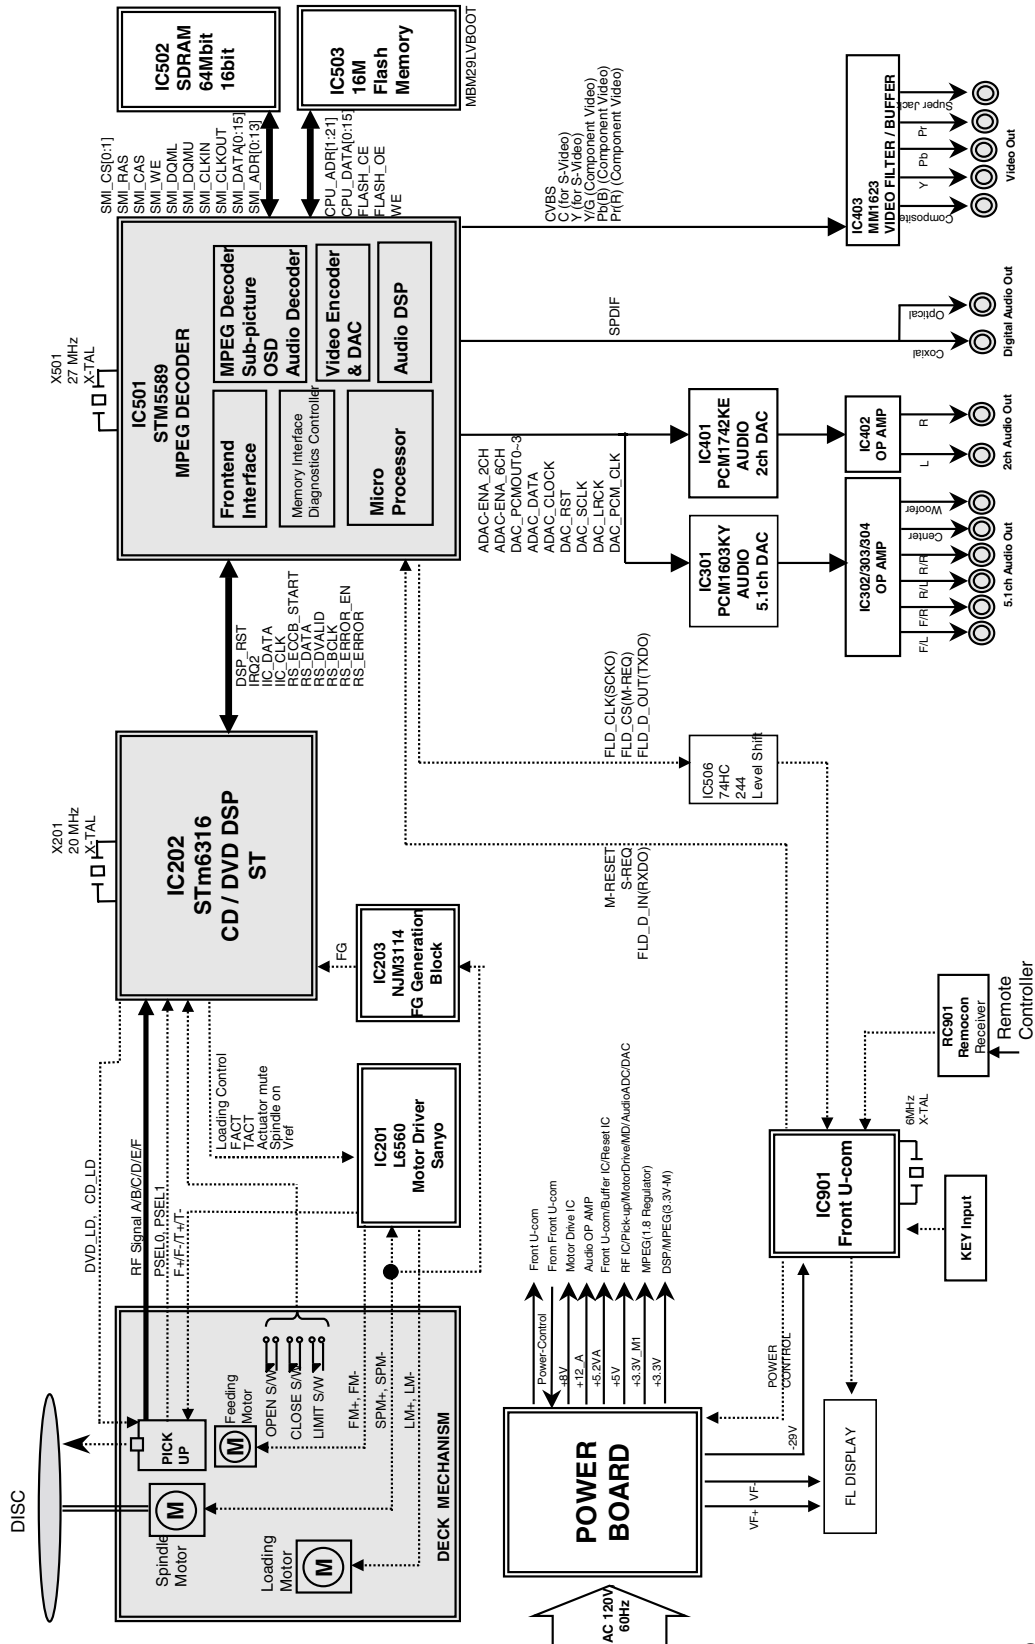 DISC
Spindle
Motor
M
Loading
Motor
M
PICK
UP
Feeding
Motor
M
OPEN S/W
CLOSE S/W
LIMIT S/W
FM+, FM-
SPM+, SPM-
LM+, LM-
DECK MECHANISM
DVD_LD, CD_LD
RF Signal A/B/C/D/E/F
PSEL0, PSEL1
F+/F-/T+/T-
Loading Control
FACT
TACT
Actuator mute
Spindle on
Vref
IC201
L6560
Motor Driver
Sanyo
IC203
NJM3114
FG Generation
Block
FG
X201
20 MHz
X-TAL
IC202
STm6316
CD / DVD DSP
ST
DSP_RST
IRQ2
IIC_DATA
IIC_CLK
RS_ECCB_START
RS_DATA
RS_DVALID
RS_BCLK
RS_ERROR_EN
RS_ERROR
X501
27 MHz
X-TAL
IC501
STM5589
MPEG DECODER
Frontend
Interface
Memory Interface
Diagnostics Controller
Micro
Processor
MPEG Decoder
Sub-picture
OSD
Audio Decoder
Video Encoder
& DAC
Audio DSP
SMI_CS[0:1]
SMI_RAS
SMI_CAS
SMI_WE
SMI_DQML
SMI_DQMU
SMI_CLKIN
SMI_CLKOUT
SMI_DATA[0:15]
SMI_ADR[0:13]
IC502
SDRAM
64Mbit
16bit
CPU_ADR[1:21]
CPU_DATA[0:15]
FLASH_CE
FLASH_OE
WE
IC503
16M
Flash
Memory
MBM29LVBOOT
CVBS
C (for S-Video)
Y (for S-Video)
Y/G (Component Video)
Pb(B) (Component Video)
Pr(R) (Component Video)
IC403
MM1623
VIDEO FILTER / BUFFER
Composite
Y
Pb
Pr
Super Jack
Video Out
SPDIF
Coxial
Optical
Digital Audio Out
ADAC-ENA_2CH
ADAC-ENA_6CH
DAC_PCMOUT0~3
ADAC_DATA
ADAC_CLOCK
DAC_RST
DAC_SCLK
DAC_LRCK
DAC_PCM_CLK
IC401
PCM1742KE
AUDIO
2ch DAC
IC402
OP AMP
L
R
2ch Audio Out
IC301
PCM1603KY
AUDIO
5.1ch DAC
IC302/303/304
OP AMP
F/L
F/R
R/L
R/R
Center
Woofer
5.1ch Audio Out
FLD_CLK(SCKO)
FLD_CS(M-REQ)
FLD_D_OUT(TXDO)
IC506
74HC
244
Level Shift
M-RESET
S-REQ
FLD_D_IN(RXDO)
RC901
Remocon
Receiver
Remote
Controller
6MHz
X-TAL
IC901
Front U-com
KEY Input
POWER
CONTROL
-29V
VF+ VF-
FL DISPLAY
AC 120V
60Hz
POWER
BOARD
Front U-com
Power-Control
From Front U-com
+8V
Motor Drive IC
+12_A
Audio OP AMP
+5.2VA
Front U-com/Buffer IC/Reset IC
+5V
RF IC/Pick-up/MotorDrive/MD/AudioADC/DAC
+3.3V_M1
MPEG(1.8 Regulator)
+3.3V
DSP/MPEG(3.3V-M)